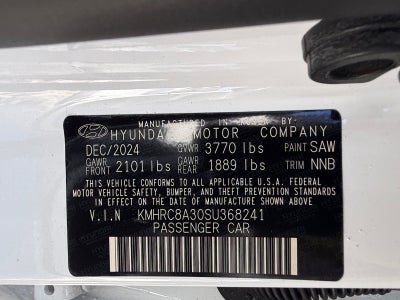 MANUFACTURED IN KOREA BY:
HYUNDAI MOTOR COMPANY
DEC/2024 GVWR 3770 lbs PAINT SAW
GAWR FRONT 2101 lbs GAWR REAR 1889 lbs TRIM NNB
THIS VEHICLE CONFORMS TO ALL APPLICABLE U.S. FEDERAL
MOTOR VEHICLE SAFETY, BUMPER, AND THEFT PREVENTION
STANDARDS IN EFFECT ON THE DATE OF MANUFACTURE SHOWN ABOVE.
V.I.N KMHRC8A30SU368241
PASSENGER CAR